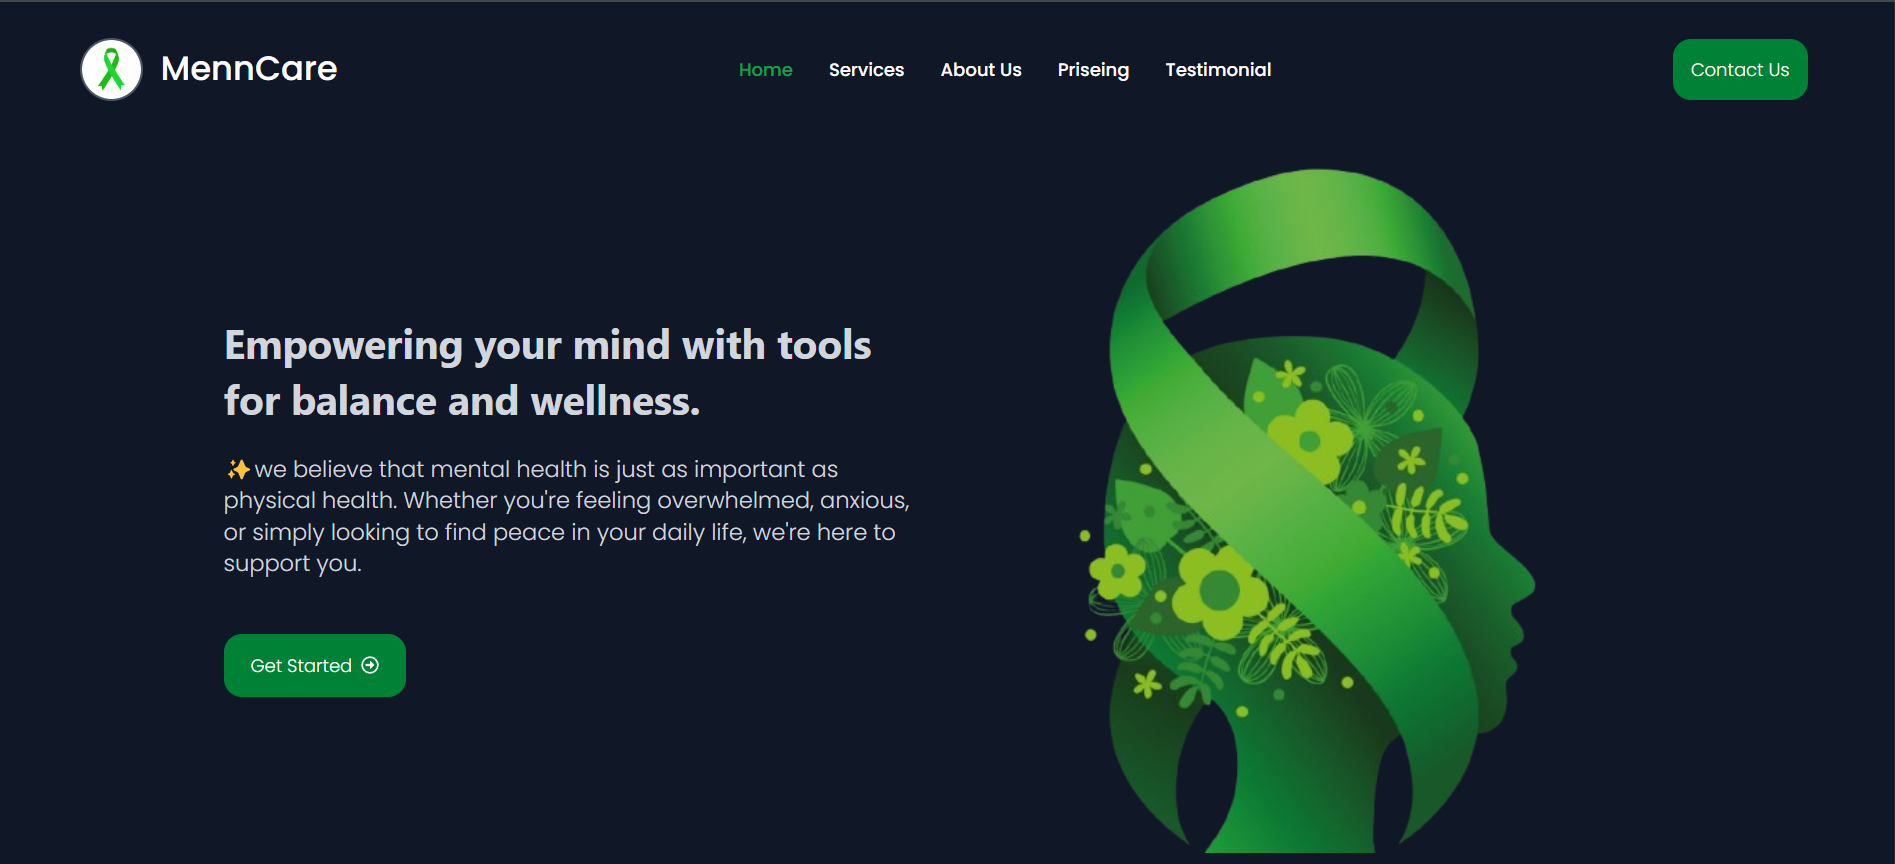 MennCare
Home Services About Us Priseing Testimonial
Contact Us
Empowering your mind with tools
for balance and wellness.
✨we believe that mental health is just as important as
physical health. Whether you're feeling overwhelmed, anxious,
or simply looking to find peace in your daily life, we're here to
support you.
Get Started